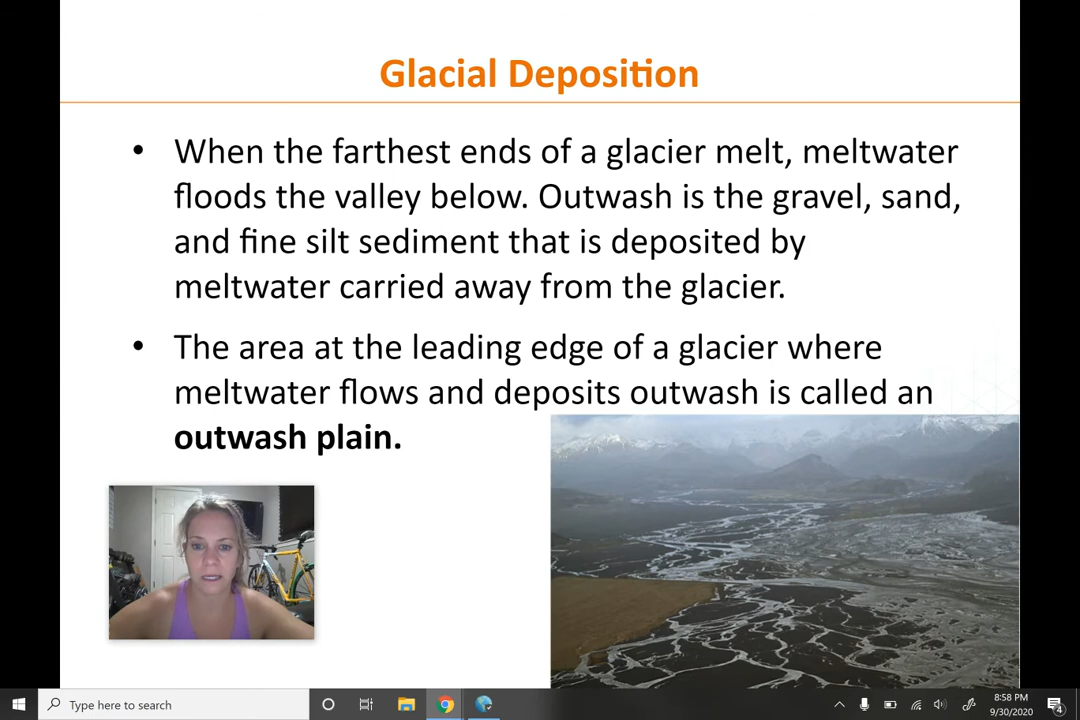 Glacial Deposition
• When the farthest ends of a glacier melt, meltwater
floods the valley below. Outwash is the gravel, sand,
and fine silt sediment that is deposited by
meltwater carried away from the glacier.
• The area at the leading edge of a glacier where
meltwater flows and deposits outwash is called an
outwash plain.
Type here to search
8:58 PM
9/30/2020
4